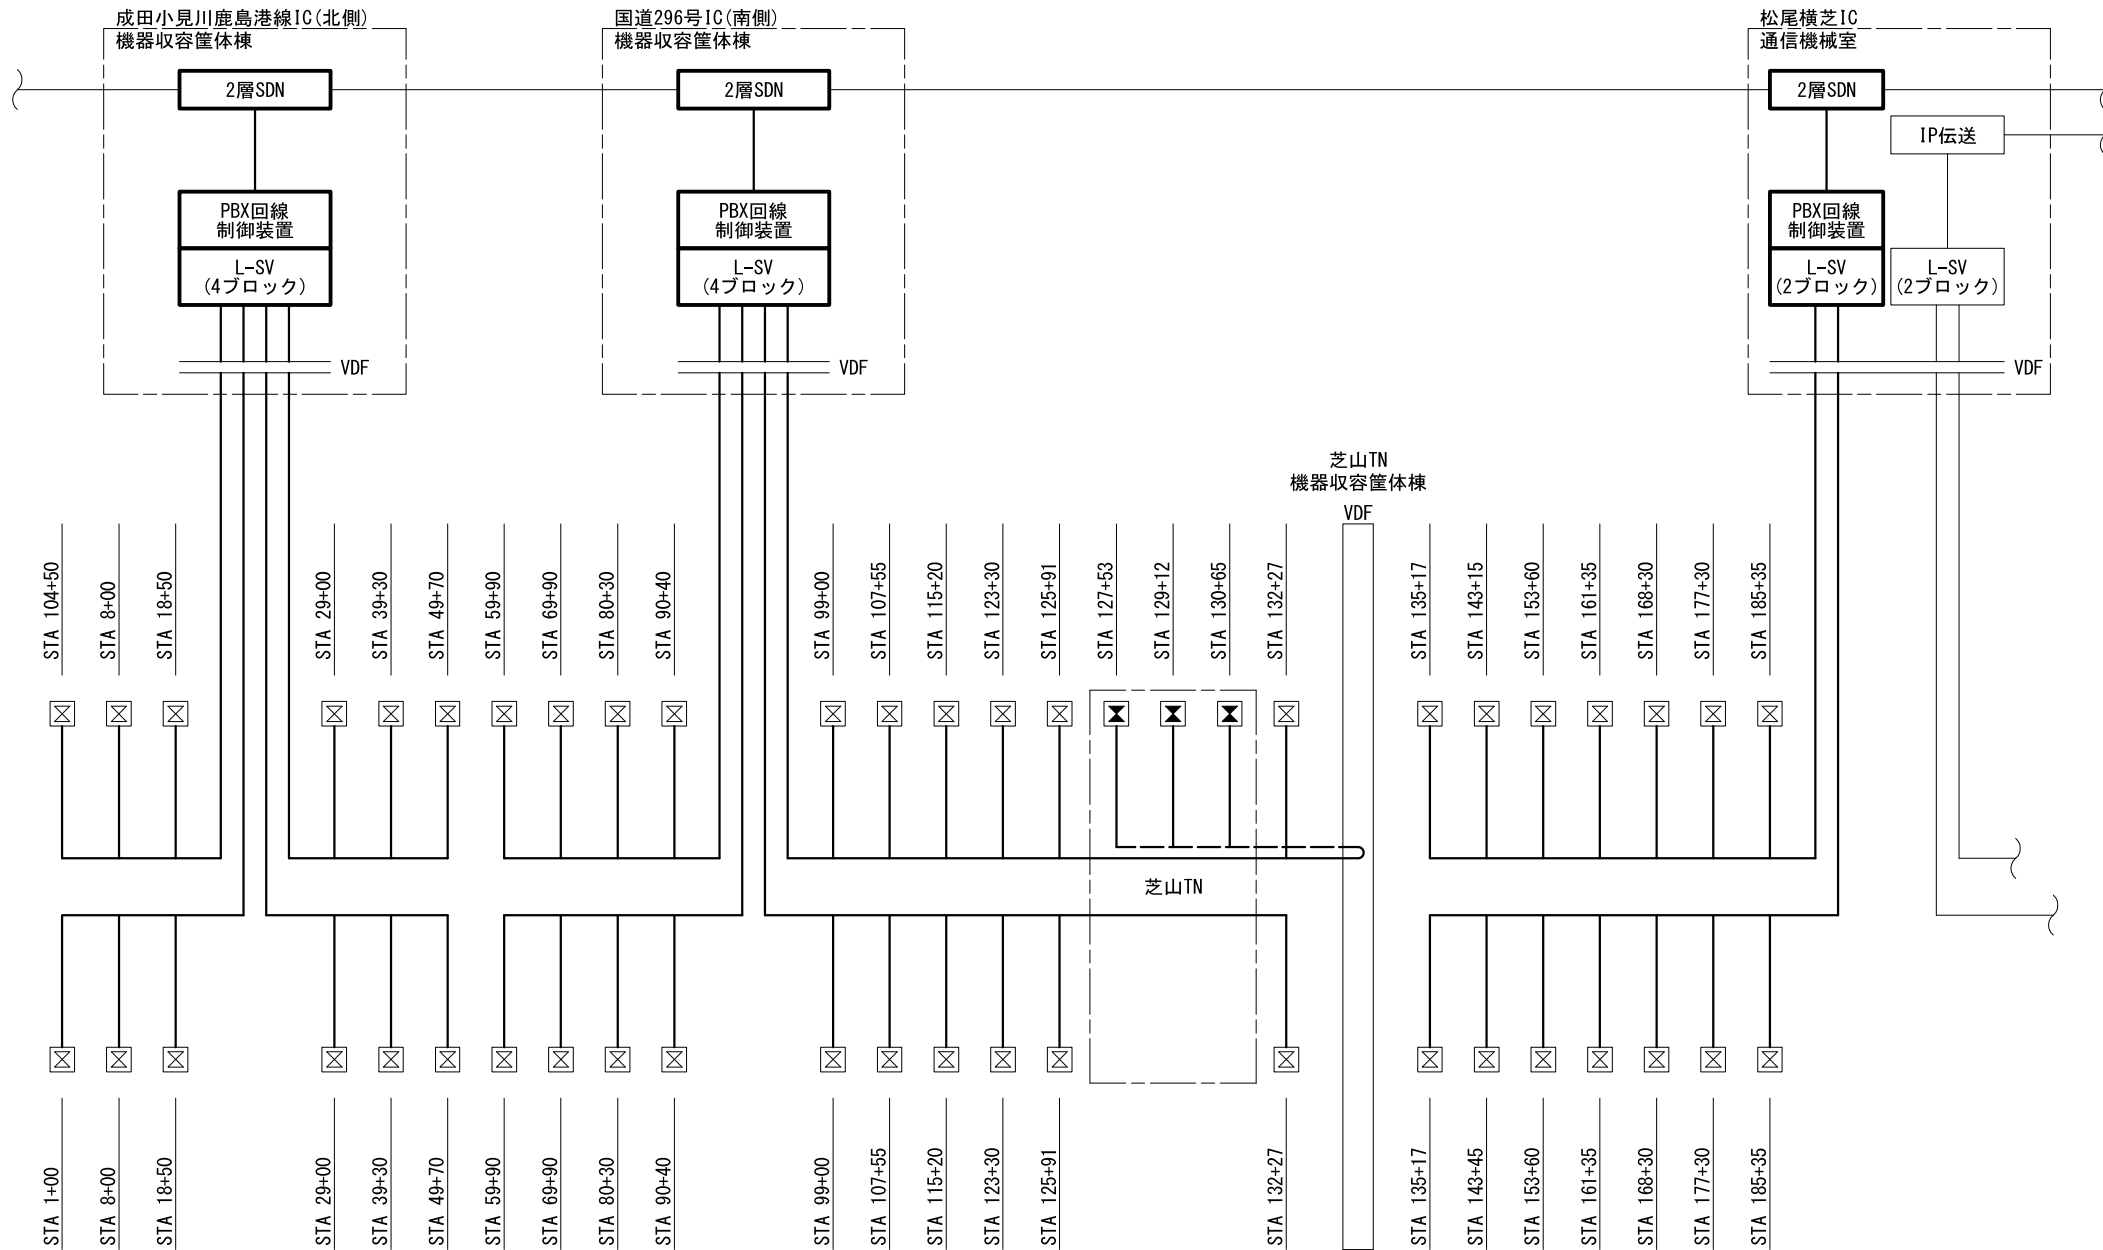 成田小見川鹿島港線IC(北側)
機器収容筐体棟
2層SDN
PBX回線
制御装置
L-SV
(4ブロック)
VDF
国道296号IC(南側)
機器収容筐体棟
2層SDN
PBX回線
制御装置
L-SV
(4ブロック)
VDF
松尾横芝IC
通信機械室
2層SDN
IP伝送
PBX回線
制御装置
L-SV
(2ブロック)
L-SV
(2ブロック)
VDF
芝山TN
機器収容筐体棟
VDF
STA 104+50
STA 8+00
STA 18+50
STA 29+00
STA 39+30
STA 49+70
STA 59+90
STA 69+90
STA 80+30
STA 90+40
STA 99+00
STA 107+55
STA 115+20
STA 123+30
STA 125+91
STA 127+53
STA 129+12
STA 130+65
STA 132+27
STA 135+17
STA 143+15
STA 153+60
STA 161+35
STA 168+30
STA 177+30
STA 185+35
芝山TN
STA 1+00
STA 8+00
STA 18+50
STA 29+00
STA 39+30
STA 49+70
STA 59+90
STA 69+90
STA 80+30
STA 90+40
STA 99+00
STA 107+55
STA 115+20
STA 123+30
STA 125+91
STA 132+27
STA 135+17
STA 143+45
STA 153+60
STA 161+35
STA 168+30
STA 177+30
STA 185+35